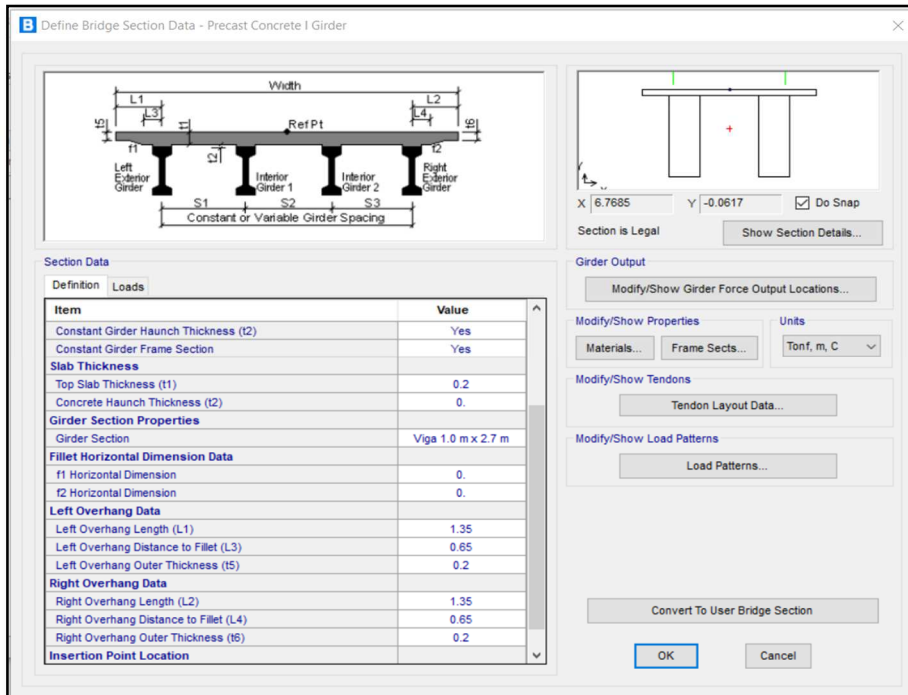 B Define Bridge Section Data - Precast Concrete I Girder
Width
L1
L2
L3
L4
t5
t1
Ref Pt
t6
f1
t2
f2
Left Exterior Girder
Interior Girder 1
Interior Girder 2
Right Exterior Girder
S1
S2
S3
Constant or Variable Girder Spacing
X 6.7685 Y -0.0617 Do Snap
Section is Legal Show Section Details...
Section Data
Definition Loads
Item Value
Constant Girder Haunch Thickness (t2) Yes
Constant Girder Frame Section Yes
Slab Thickness
Top Slab Thickness (t1) 0.2
Concrete Haunch Thickness (t2) 0.
Girder Section Properties
Girder Section Viga 1.0 m x 2.7 m
Fillet Horizontal Dimension Data
f1 Horizontal Dimension 0.
f2 Horizontal Dimension 0.
Left Overhang Data
Left Overhang Length (L1) 1.35
Left Overhang Distance to Fillet (L3) 0.65
Left Overhang Outer Thickness (t5) 0.2
Right Overhang Data
Right Overhang Length (L2) 1.35
Right Overhang Distance to Fillet (L4) 0.65
Right Overhang Outer Thickness (t6) 0.2
Insertion Point Location
Girder Output
Modify/Show Girder Force Output Locations...
Modify/Show Properties
Materials... Frame Sects...
Units
Tonf, m, C
Modify/Show Tendons
Tendon Layout Data...
Modify/Show Load Patterns
Load Patterns...
Convert To User Bridge Section
OK Cancel